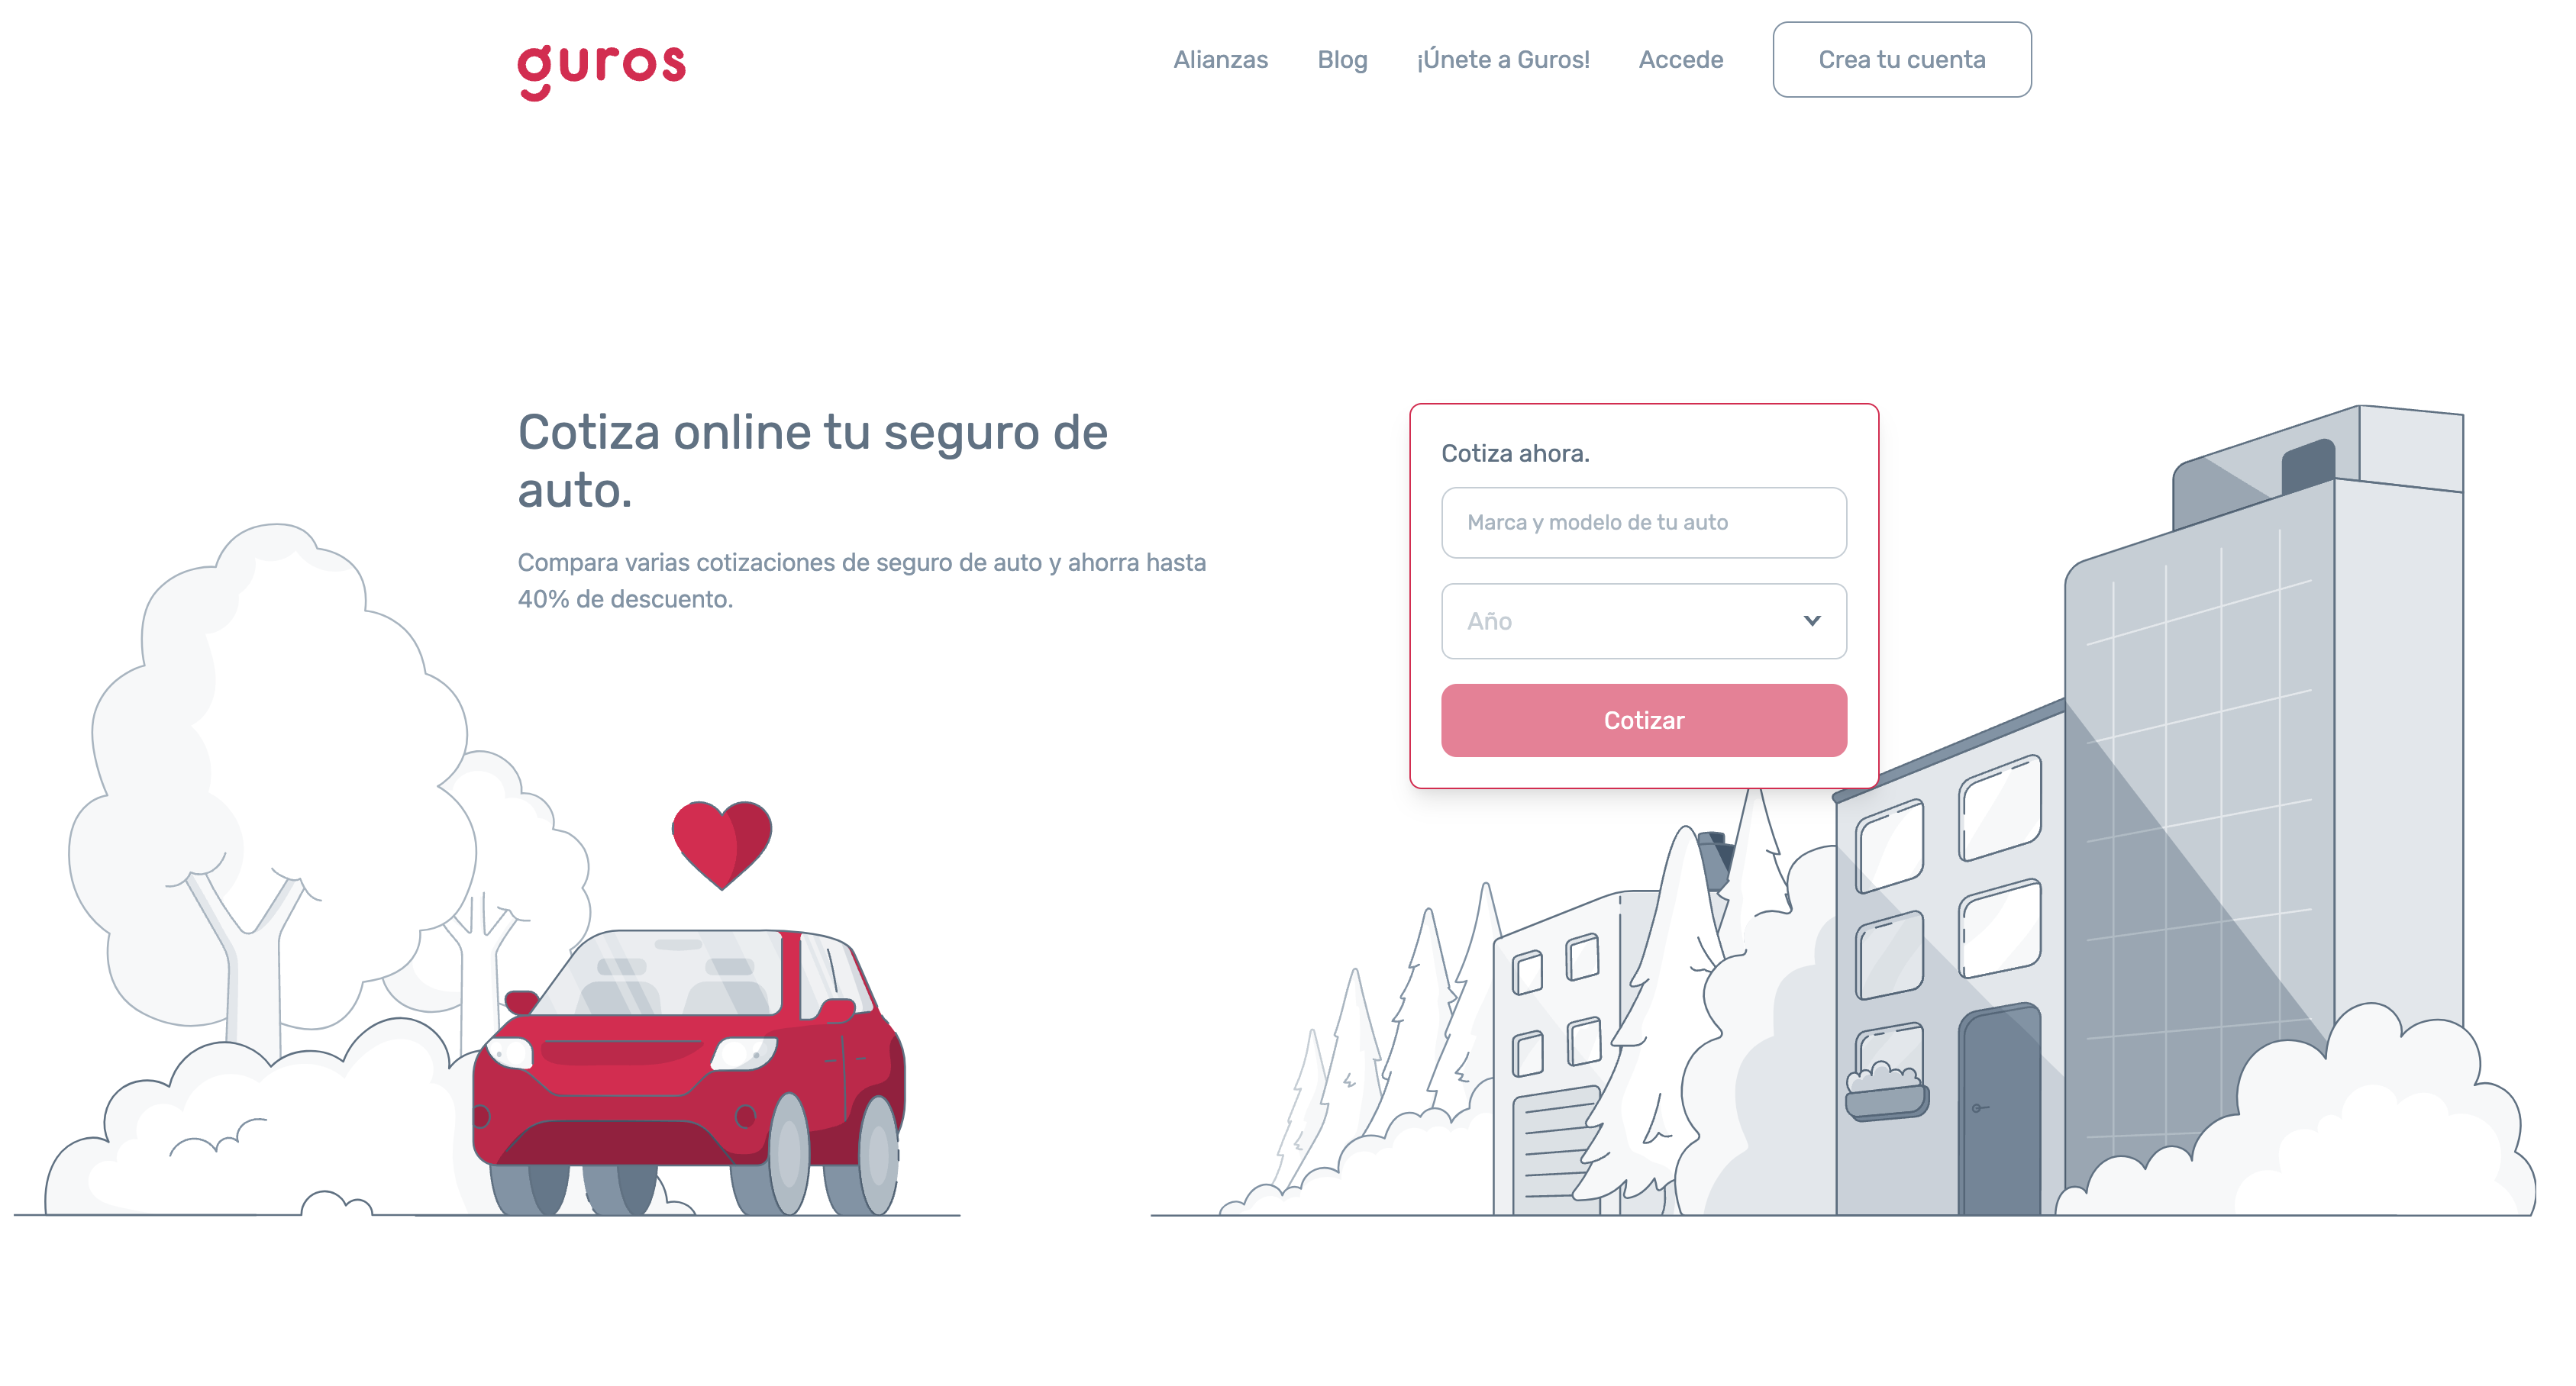 guros
Alianzas
Blog
¡Únete a Guros!
Accede
Crea tu cuenta
Cotiza online tu seguro de
auto.
Compara varias cotizaciones de seguro de auto y ahorra hasta
40% de descuento.
Cotiza ahora.
Marca y modelo de tu auto
Año
Cotizar